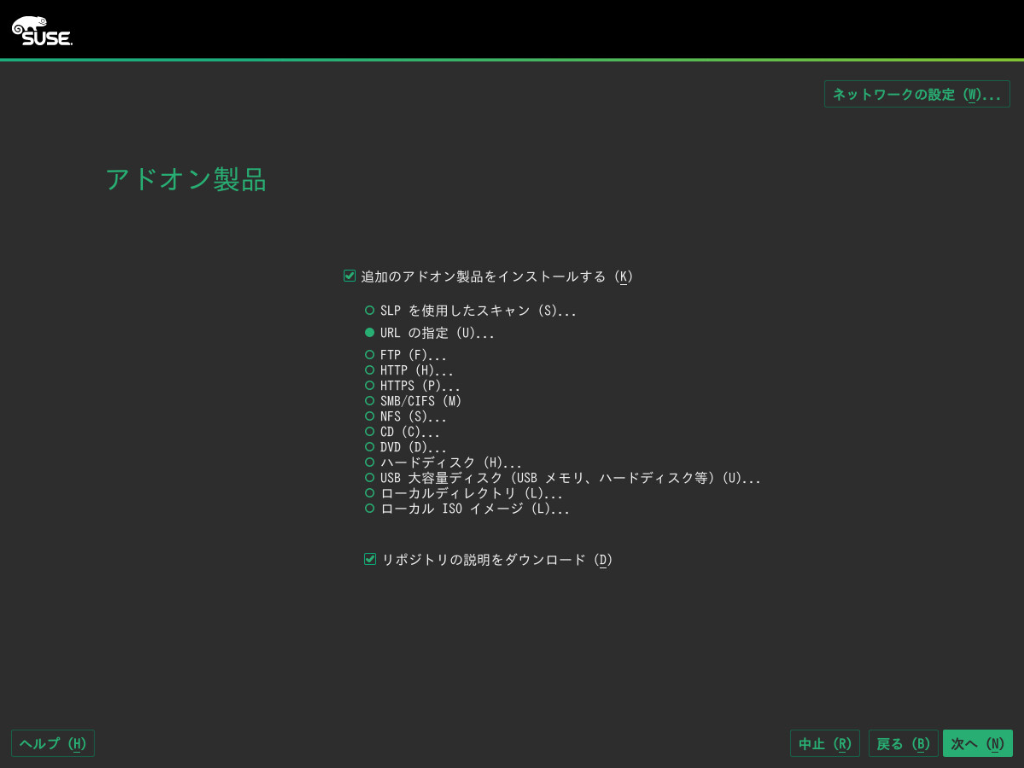 SUSE.
ネットワークの設定 (W)...
アドオン製品
追加のアドオン製品をインストールする (K)
SLP を使用したスキャン (S)...
URL の指定 (U)...
FTP (F)...
HTTP (H)...
HTTPS (P)...
SMB/CIFS (M)
NFS (S)...
CD (C)...
DVD (D)...
ハードディスク (H)...
USB 大容量ディスク (USB メモリ、ハードディスク等) (U)...
ローカルディレクトリ (L)...
ローカル ISO イメージ (L)...
リポジトリの説明をダウンロード (D)
ヘルプ (H)
中止 (R)
戻る (B)
次へ (N)